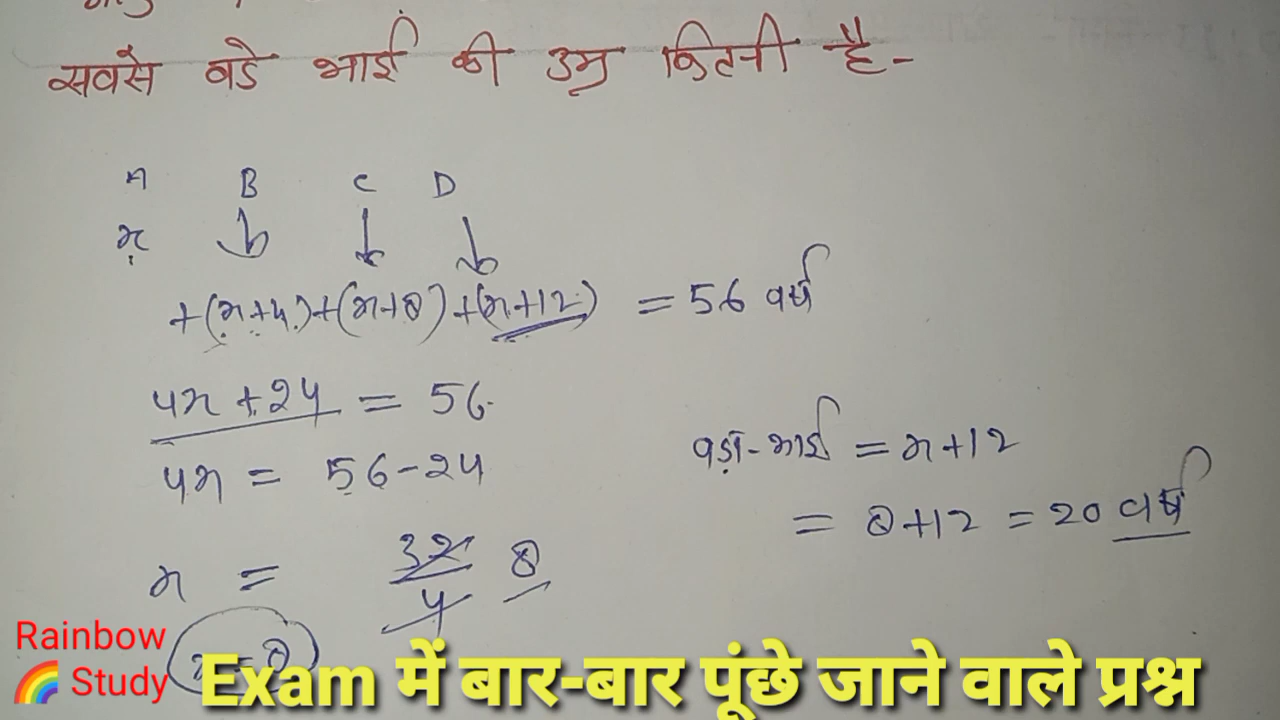 सबसे बडे भाई की उम्र कितनी है-
A B C D
x
+(x+4)+(x+8)+(x+12) = 56 वर्ष
4x+24 = 56
4x = 56-24
x = 32/4 8
x=8
बड़ा-भाई = x+12
= 8+12 = 20 वर्ष
Rainbow
Study
Exam में बार-बार पूंछे जाने वाले प्रश्न